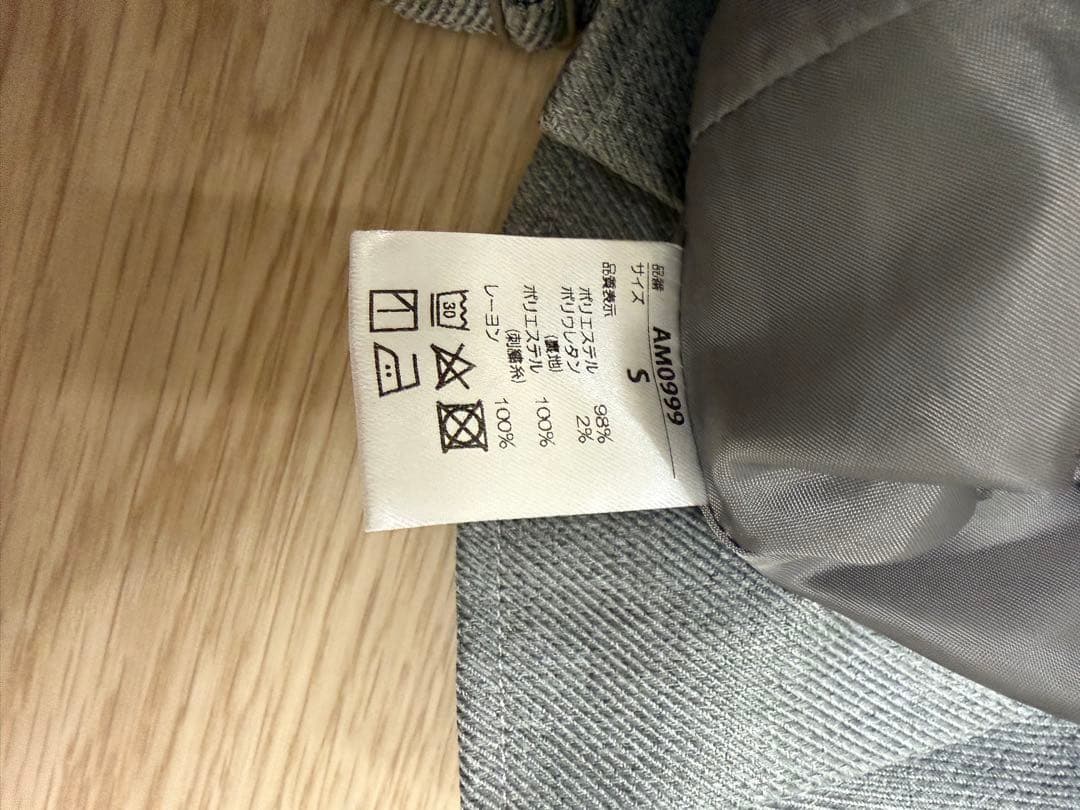 品番 AM0999
サイズ S
品質表示
ポリエステル 98%
ポリウレタン 2%
(裏地)
ポリエステル 100%
(刺繍糸)
レーヨン 100%
30